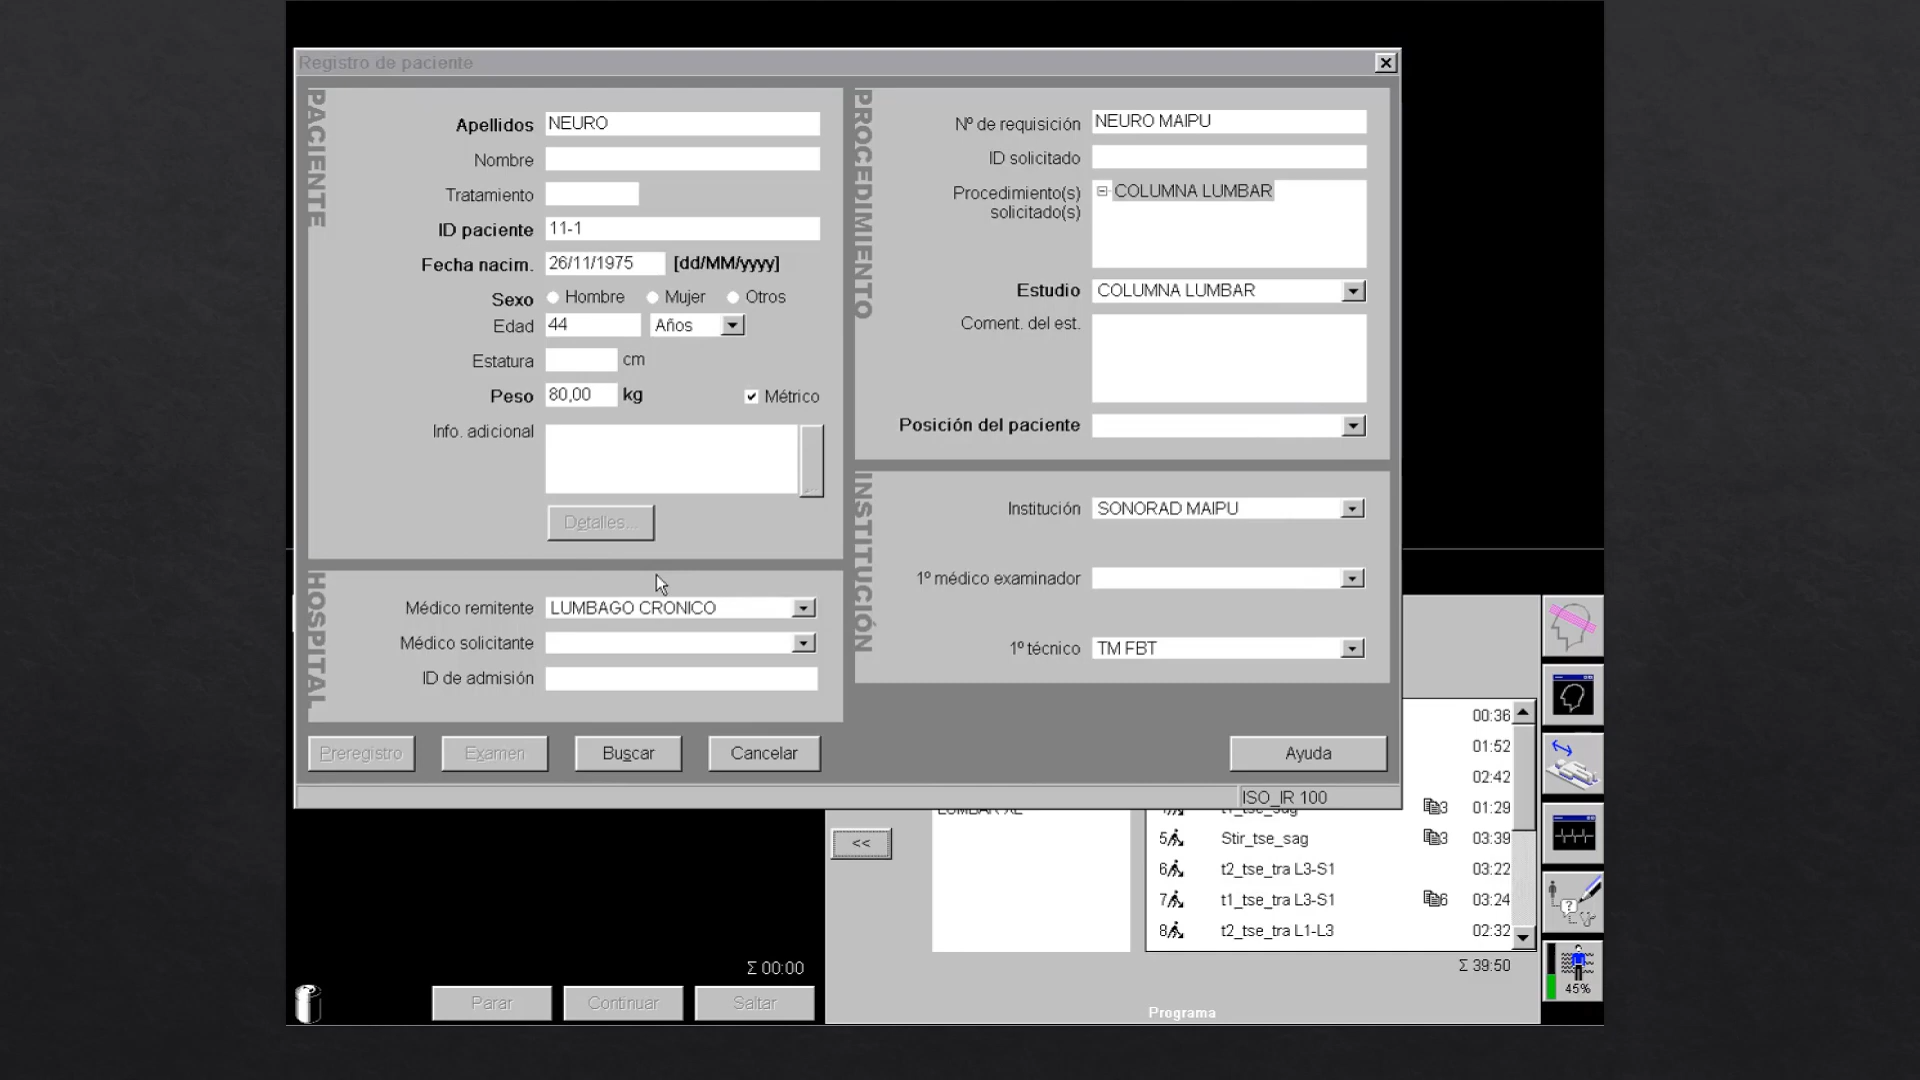 Registro de paciente
PACIENTE
Apellidos NEURO
Nombre
Tratamiento
ID paciente 11-1
Fecha nacim. 26/11/1975 [dd/MM/yyyy]
Sexo Hombre Mujer Otros
Edad 44 Años
Estatura cm
Peso 80,00 kg Métrico
Info. adicional
...
Detalles...
HOSPITAL
Médico remitente LUMBAGO CRONICO
Médico solicitante
ID de admisión
PROCEDIMIENTO
Nº de requisición NEURO MAIPU
ID solicitado
Procedimiento(s) COLUMNA LUMBAR
solicitado(s)
Estudio COLUMNA LUMBAR
Coment. del est.
Posición del paciente
INSTITUCIÓN
Institución SONORAD MAIPU
1º médico examinador
1º técnico TM FBT
Preregistro Examen Buscar Cancelar Ayuda
ISO_IR 100
00:36
01:52
02:42
LUMBAR XL
t1_tse_sag 3 01:29
5 Stir_tse_sag 3 03:39
6 t2_tse_tra L3-S1 03:22
7 t1_tse_tra L3-S1 6 03:24
8 t2_tse_tra L1-L3 02:32
<<
Σ 00:00
Σ 39:50
Parar Continuar Saltar
Programa
?
45%